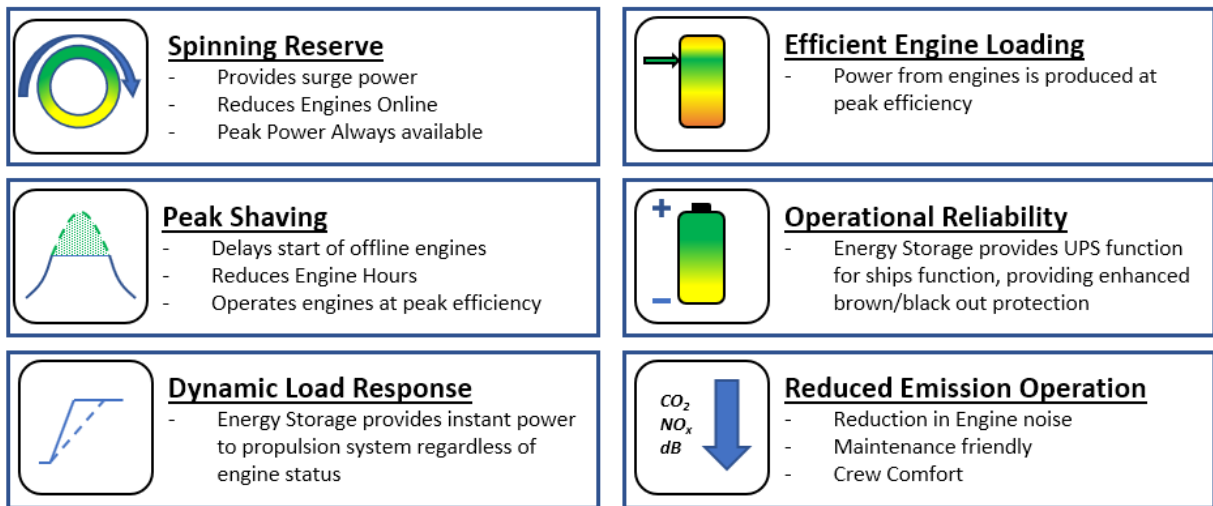 Spinning Reserve
- Provides surge power
- Reduces Engines Online
- Peak Power Always available
Efficient Engine Loading
- Power from engines is produced at
peak efficiency
Peak Shaving
- Delays start of offline engines
- Reduces Engine Hours
- Operates engines at peak efficiency
+
–
Operational Reliability
- Energy Storage provides UPS function
for ships function, providing enhanced
brown/black out protection
Dynamic Load Response
- Energy Storage provides instant power
to propulsion system regardless of
engine status
CO₂
NOₓ
dB
Reduced Emission Operation
- Reduction in Engine noise
- Maintenance friendly
- Crew Comfort